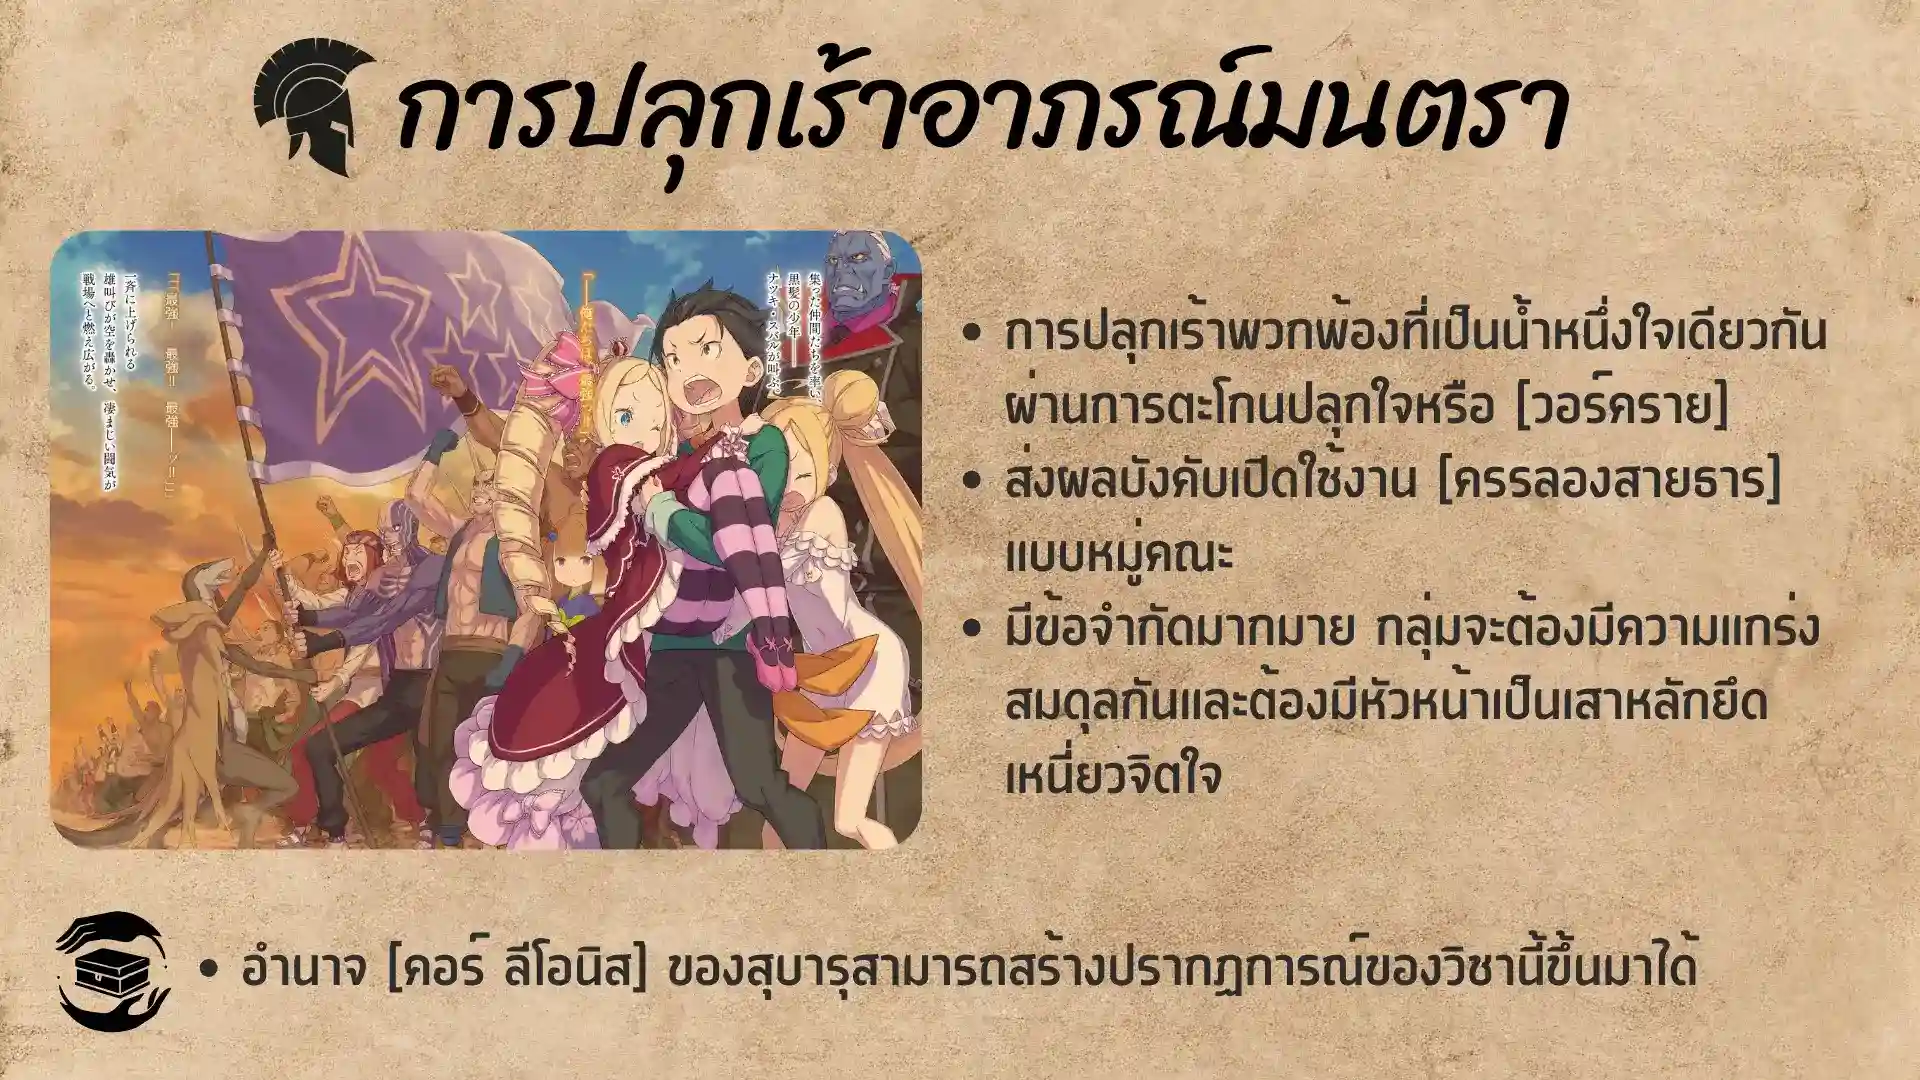 การปลุกเร้าอาภรณ์มนตรา
集った仲間たちを率い、
黒髪の少年――
ナツキ・スバルが叫ぶ。
「――俺たちは、最強だ!!」
「「「最強! 最強!! 最強――ッ!!」」」
一斉に上げられる
雄叫びが空を轟かせ、凄まじい闘気が
戦場へと燃え広がる。
• การปลุกเร้าพวกพ้องที่เป็นน้ำหนึ่งใจเดียวกัน
ผ่านการตะโกนปลุกใจหรือ [วอร์คราย]
• ส่งผลบังคับเปิดใช้งาน [ครรลองสายธาร]
แบบหมู่คณะ
• มีข้อจำกัดมากมาย กลุ่มจะต้องมีความแกร่ง
สมดุลกันและต้องมีหัวหน้าเป็นเสาหลักยึด
เหนี่ยวจิตใจ
• อำนาจ [คอร์ ลีโอนิส] ของสุบารุสามารถสร้างปรากฏการณ์ของวิชานี้ขึ้นมาได้